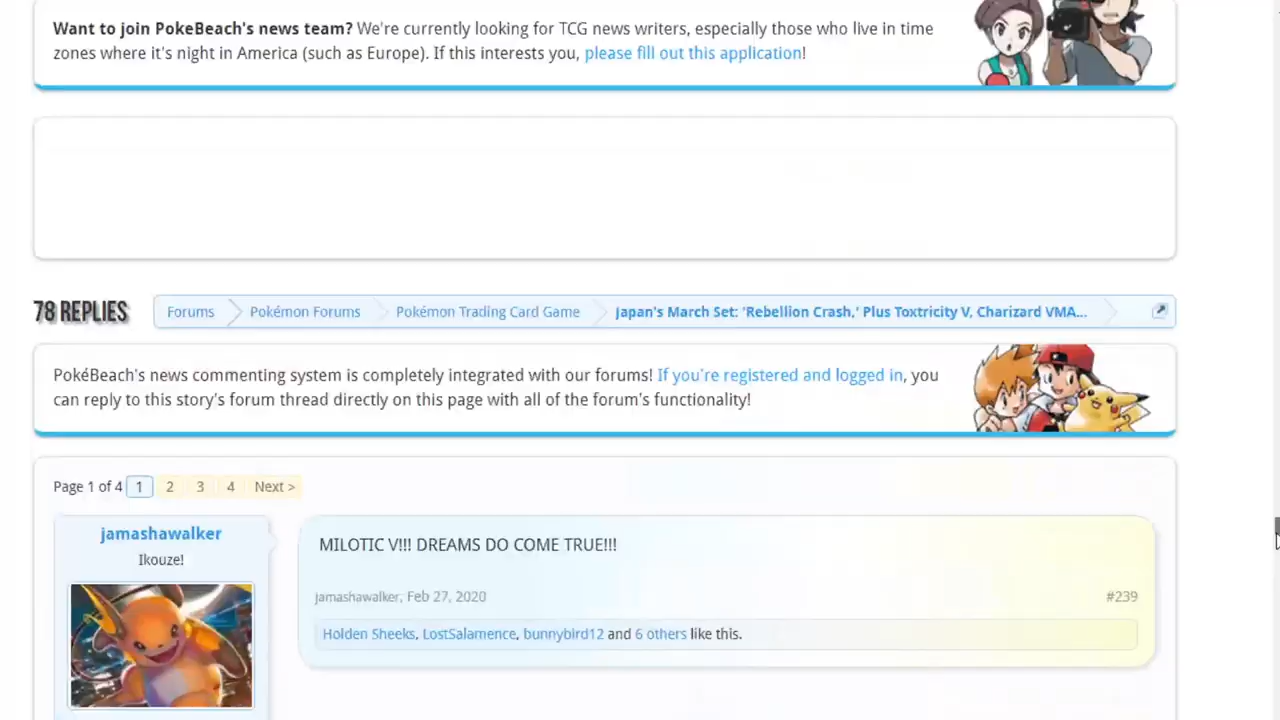 Want to join PokeBeach's news team? We're currently looking for TCG news writers, especially those who live in time
zones where it's night in America (such as Europe). If this interests you, please fill out this application!
78 REPLIES
Forums
Pokémon Forums
Pokémon Trading Card Game
Japan's March Set: 'Rebellion Crash,' Plus Toxtricity V, Charizard VMA...
PokéBeach's news commenting system is completely integrated with our forums! If you're registered and logged in, you
can reply to this story's forum thread directly on this page with all of the forum's functionality!
Page 1 of 4 1 2 3 4 Next >
jamashawalker
Ikouze!
MILOTIC V!!! DREAMS DO COME TRUE!!!
jamashawalker, Feb 27, 2020 #239
Holden Sheeks, LostSalamence, bunnybird12 and 6 others like this.